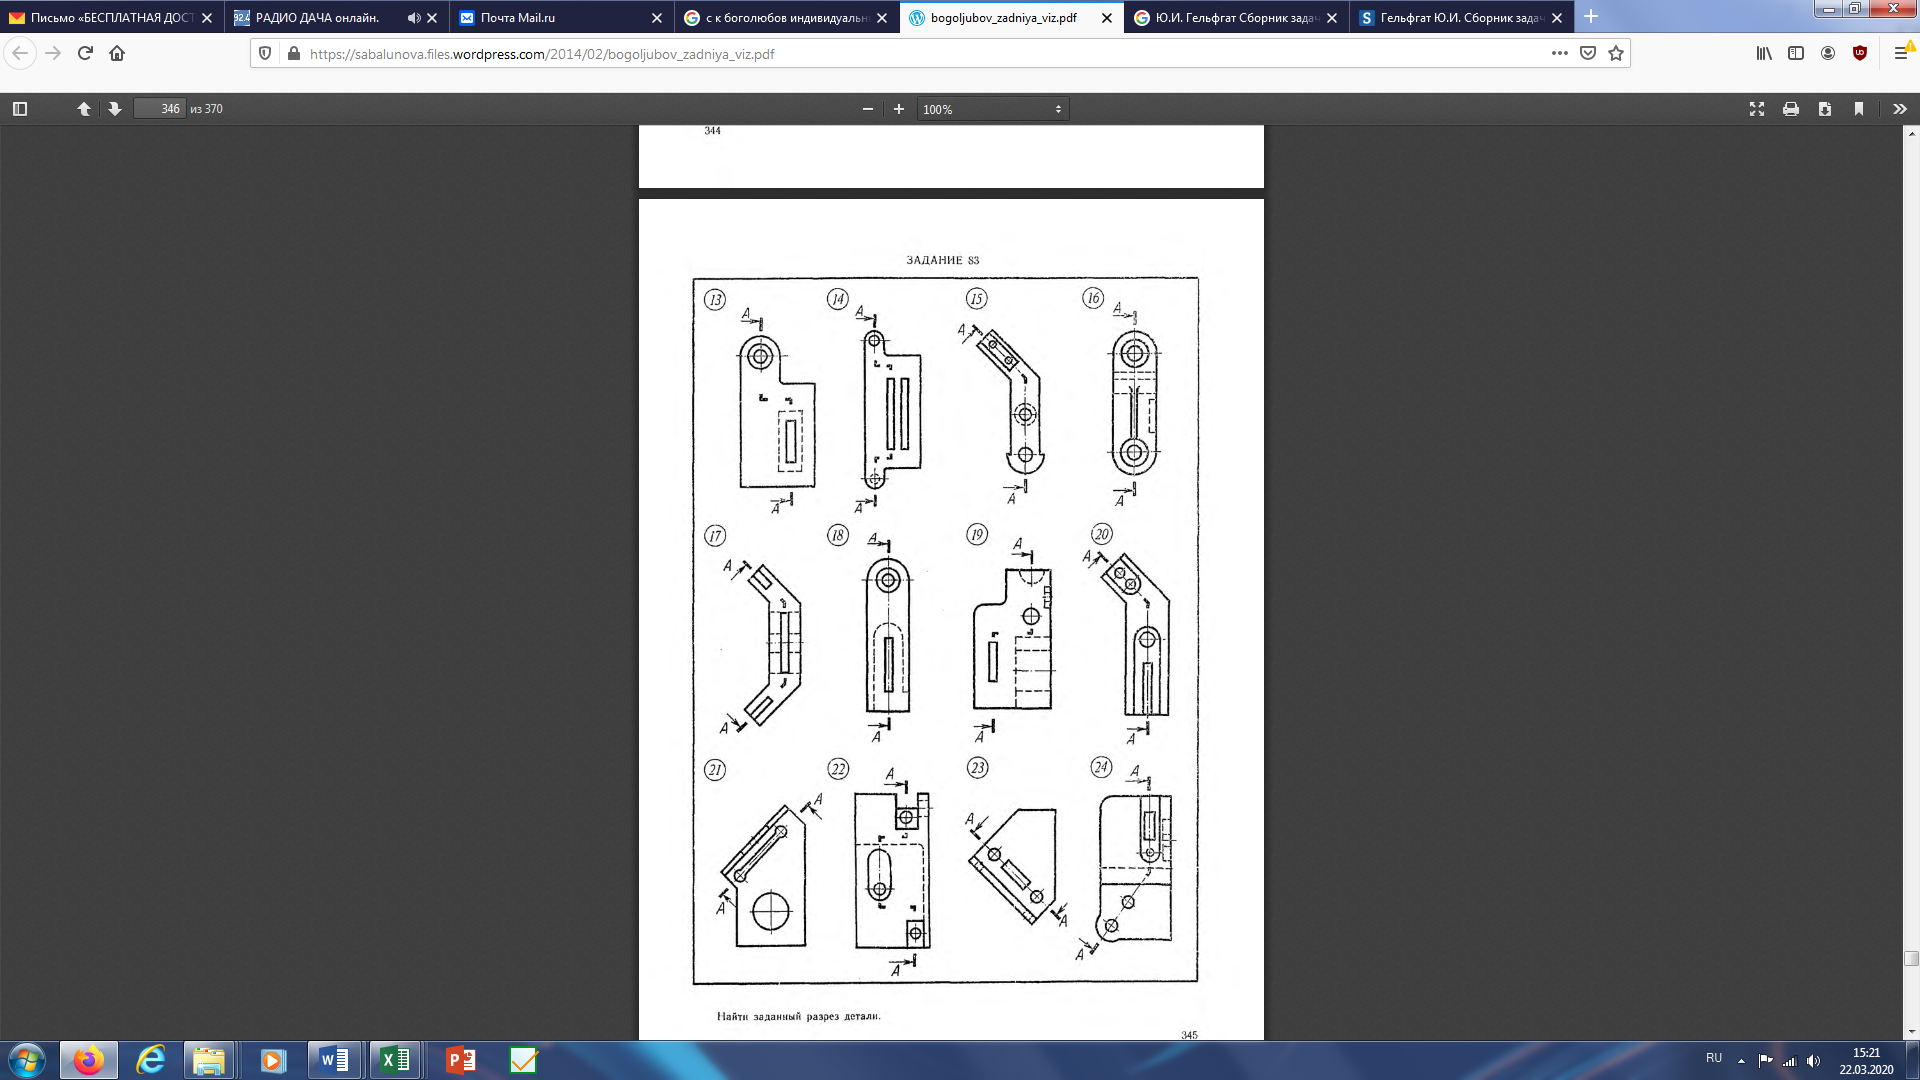 Письмо «БЕСПЛАТНАЯ ДОСТ
РАДИО ДАЧА онлайн.
Почта Mail.ru
с к боголюбов индивидуальн
bogoljubov_zadniya_viz.pdf
Ю.И. Гельфгат Сборник задач
Гельфгат Ю.И. Сборник задач
https://sabalunova.files.wordpress.com/2014/02/bogoljubov_zadniya_viz.pdf
346 из 370
100%
344
ЗАДАНИЕ 83
13 14 15 16
А А А А
А А А А
17 18 19 20
А А А А
А А А А
21 22 23 24
А А А А
А А А А
Найти заданный разрез детали.
345
RU
15:21
22.03.2020